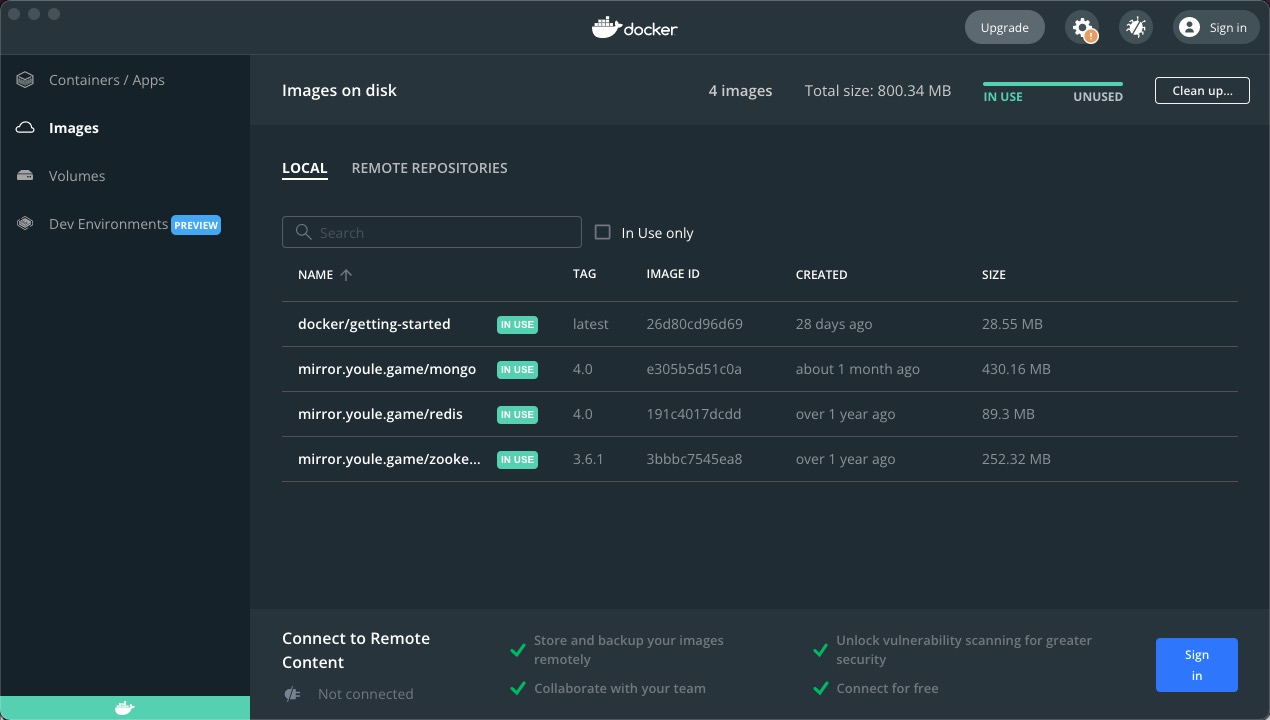 docker
Upgrade
Sign in
Containers / Apps
Images
Volumes
Dev Environments PREVIEW
Images on disk
4 images
Total size: 800.34 MB
IN USE
UNUSED
Clean up...
LOCAL
REMOTE REPOSITORIES
Search
In Use only
NAME TAG IMAGE ID CREATED SIZE
docker/getting-started IN USE latest 26d80cd96d69 28 days ago 28.55 MB
mirror.youle.game/mongo IN USE 4.0 e305b5d51c0a about 1 month ago 430.16 MB
mirror.youle.game/redis IN USE 4.0 191c4017dcdd over 1 year ago 89.3 MB
mirror.youle.game/zooke... IN USE 3.6.1 3bbbc7545ea8 over 1 year ago 252.32 MB
Connect to Remote
Content
Not connected
Store and backup your images
remotely
Collaborate with your team
Unlock vulnerability scanning for greater
security
Connect for free
Sign
in